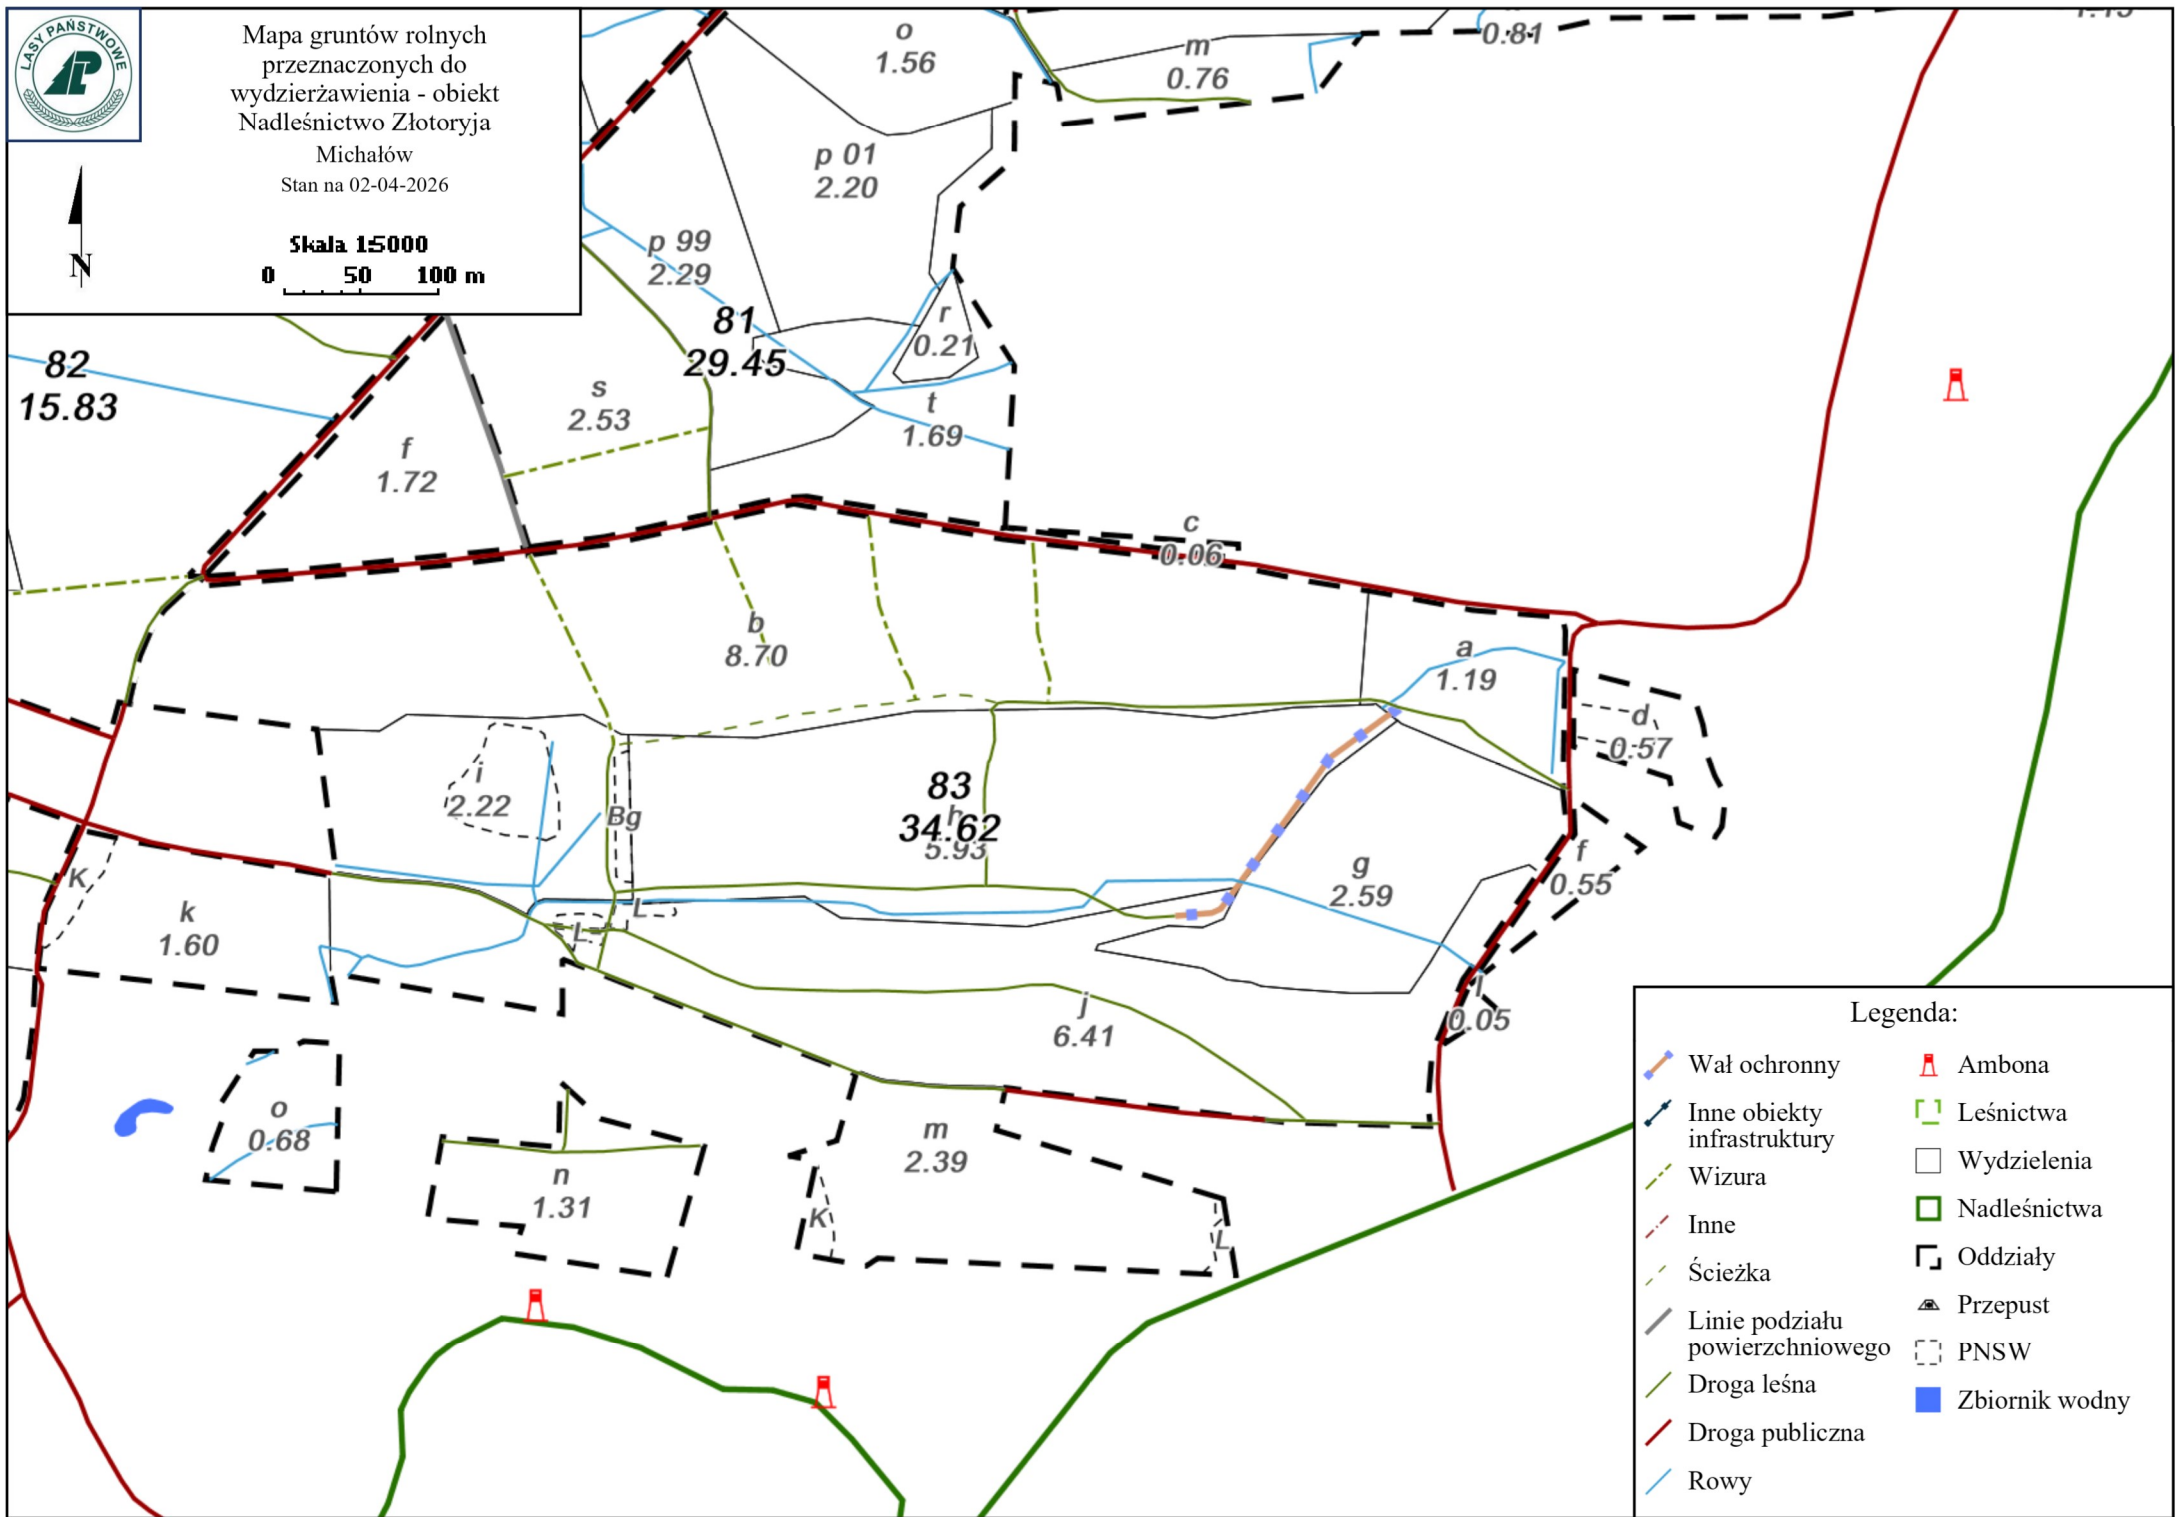 LASY PAŃSTWOWE
Mapa gruntów rolnych
przeznaczonych do
wydzierżawienia - obiekt
Nadleśnictwo Złotoryja
Michałów
Stan na 02-04-2026
N
Skala 1:5000
0 50 100 m
o
1.56
m
0.76
0.81
p 01
2.20
p 99
2.29
81
29.45
r
0.21
82
15.83
s
2.53
t
1.69
f
1.72
c
0.06
b
8.70
a
1.19
d
0.57
i
2.22
Bg
83
34.62
h
5.93
g
2.59
f
0.55
K
k
1.60
L
L
l
0.05
j
6.41
o
0.68
n
1.31
m
2.39
K
L
Legenda:
Wał ochronny
Inne obiekty
infrastruktury
Wizura
Inne
Ścieżka
Linie podziału
powierzchniowego
Droga leśna
Droga publiczna
Rowy
Ambona
Leśnictwa
Wydzielenia
Nadleśnictwa
Oddziały
Przepust
PNSW
Zbiornik wodny